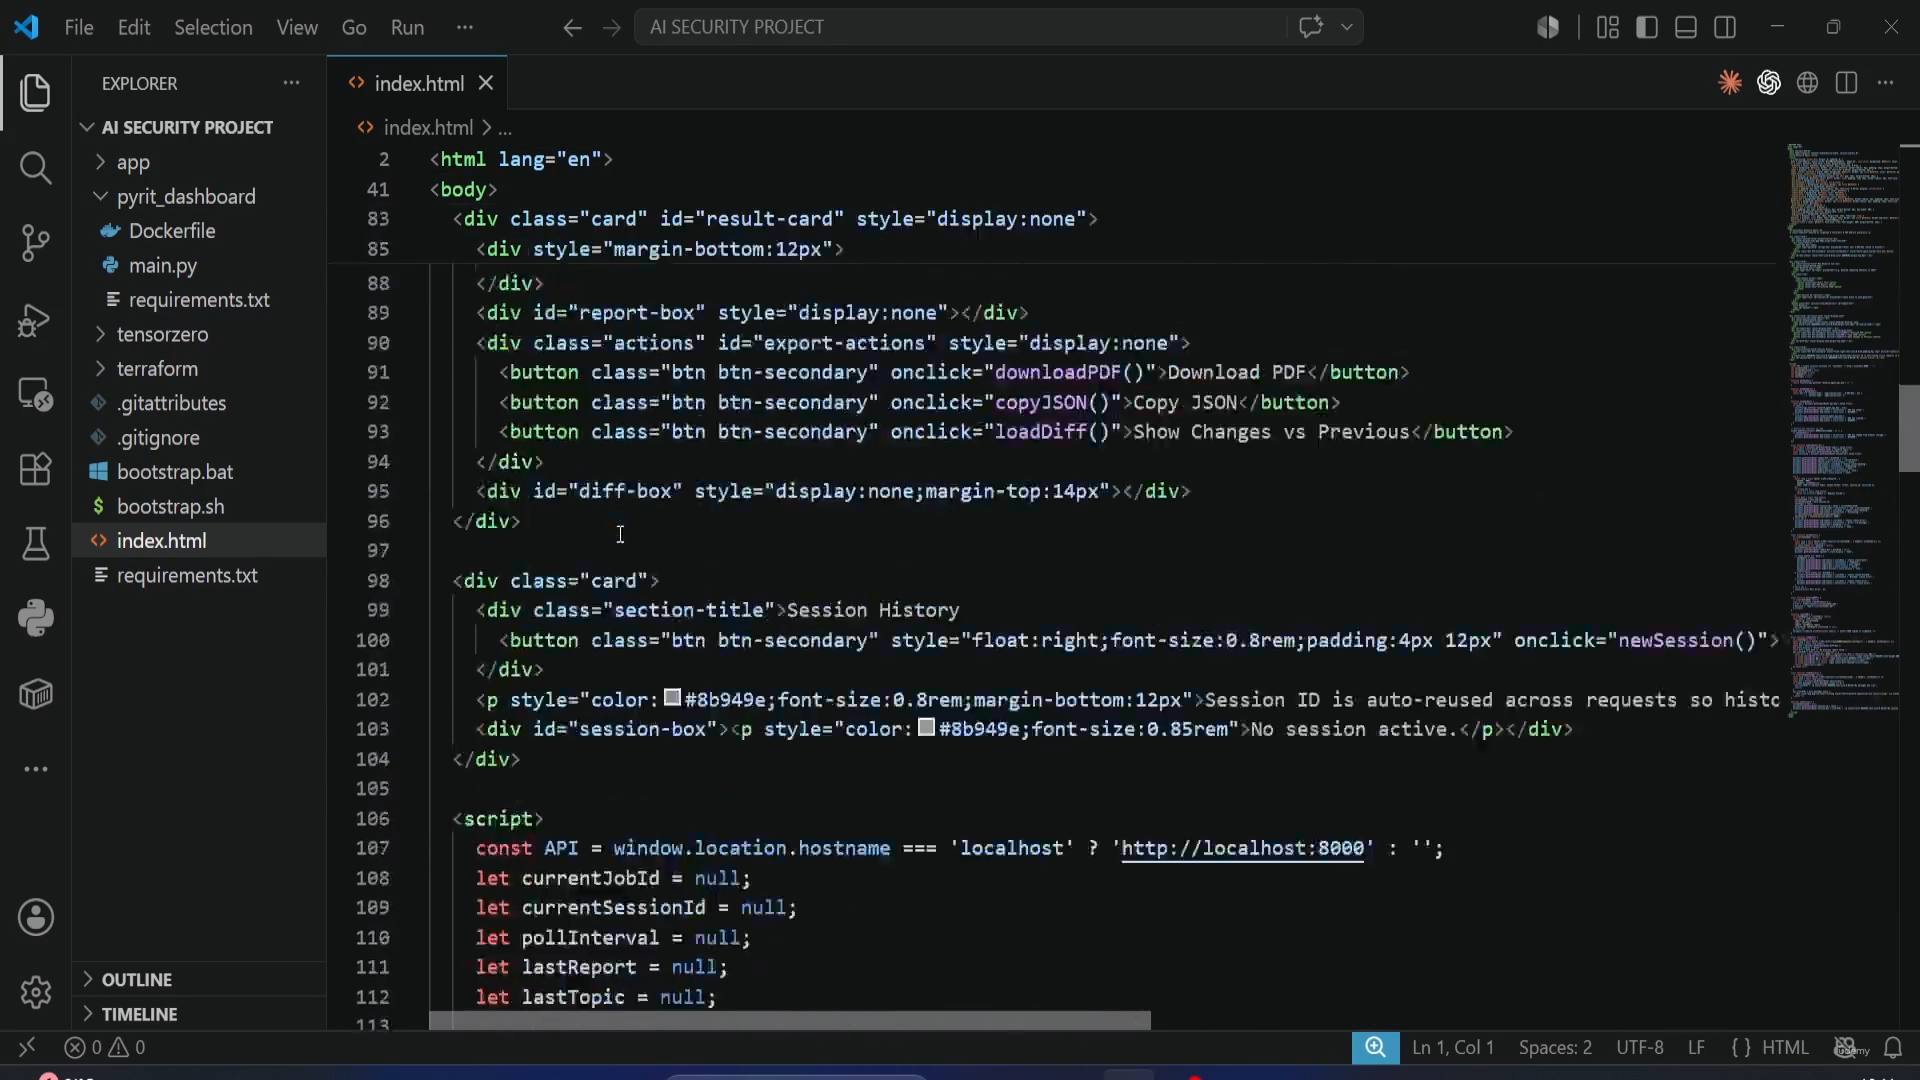 File Edit Selection View Go Run ··· AI SECURITY PROJECT
EXPLORER ···
AI SECURITY PROJECT
app
pyrit_dashboard
Dockerfile
main.py
requirements.txt
tensorzero
terraform
.gitattributes
.gitignore
bootstrap.bat
bootstrap.sh
index.html
requirements.txt
OUTLINE
TIMELINE
index.html
index.html > ...
2 <html lang="en">
41 <body>
83 <div class="card" id="result-card" style="display:none">
85 <div style="margin-bottom:12px">
88 </div>
89 <div id="report-box" style="display:none"></div>
90 <div class="actions" id="export-actions" style="display:none">
91 <button class="btn btn-secondary" onclick="downloadPDF()">Download PDF</button>
92 <button class="btn btn-secondary" onclick="copyJSON()">Copy JSON</button>
93 <button class="btn btn-secondary" onclick="loadDiff()">Show Changes vs Previous</button>
94 </div>
95 <div id="diff-box" style="display:none;margin-top:14px"></div>
96 </div>
97
98 <div class="card">
99 <div class="section-title">Session History
100 <button class="btn btn-secondary" style="float:right;font-size:0.8rem;padding:4px 12px" onclick="newSession()">
101 </div>
102 <p style="color:#8b949e;font-size:0.8rem;margin-bottom:12px">Session ID is auto-reused across requests so histo
103 <div id="session-box"><p style="color:#8b949e;font-size:0.85rem">No session active.</p></div>
104 </div>
105
106 <script>
107 const API = window.location.hostname === 'localhost' ? 'http://localhost:8000' : '';
108 let currentJobId = null;
109 let currentSessionId = null;
110 let pollInterval = null;
111 let lastReport = null;
112 let lastTopic = null;
113
0 0 Ln 1, Col 1 Spaces: 2 UTF-8 LF { } HTML